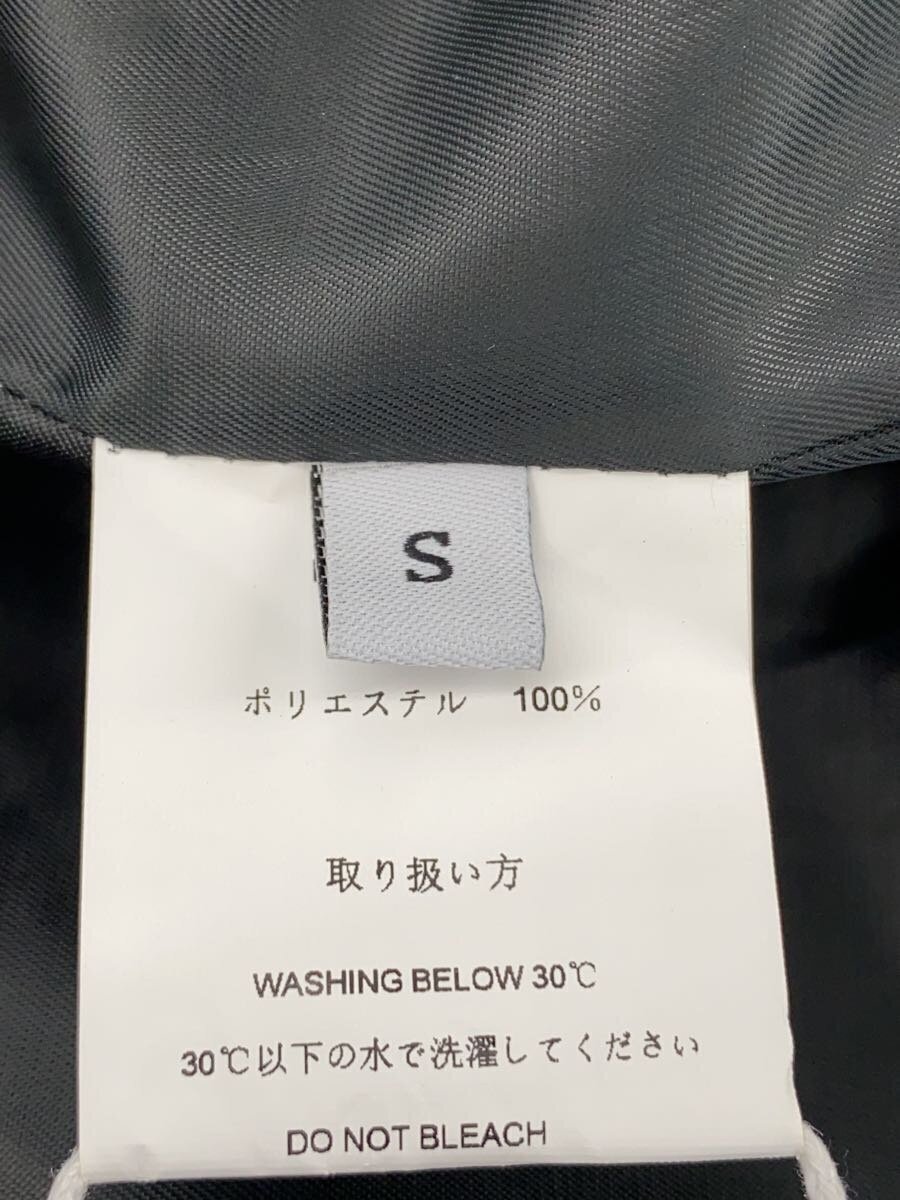 S
ポリエステル　100%
取り扱い方
WASHING BELOW 30℃
30℃以下の水で洗濯してください
DO NOT BLEACH